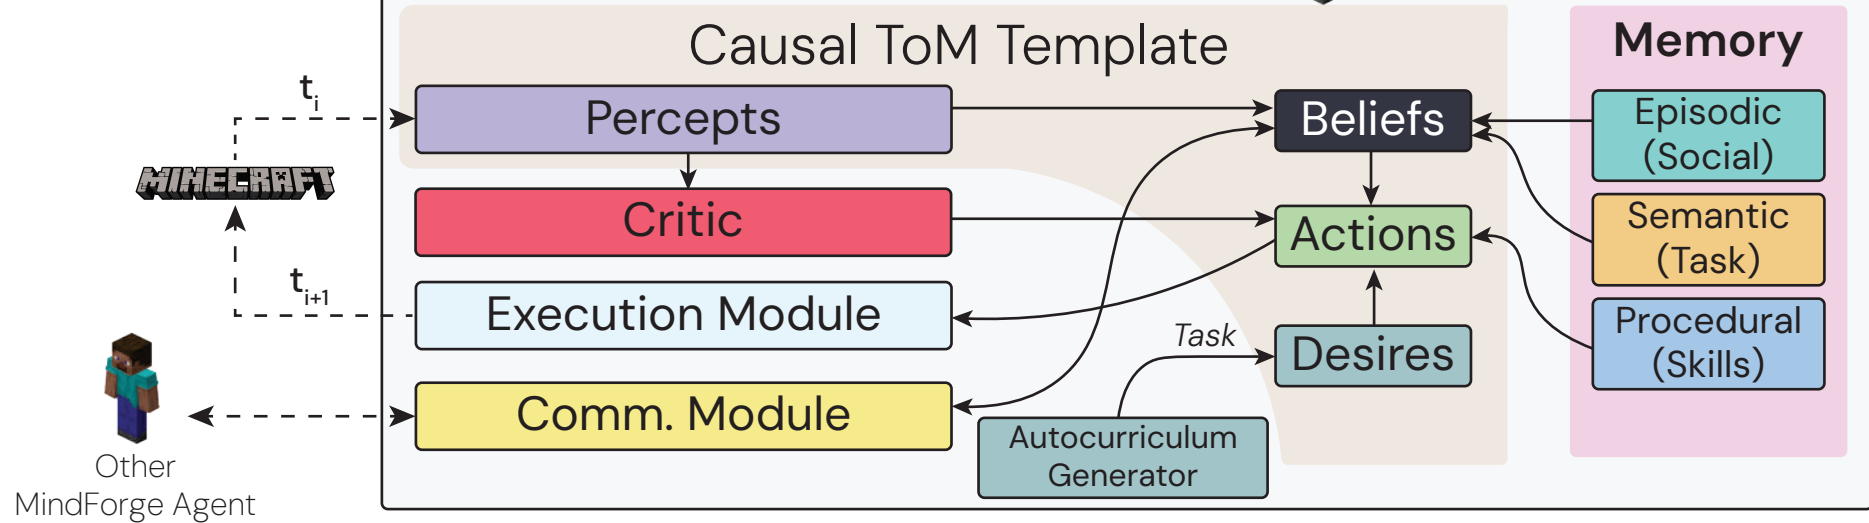 Causal ToM Template
Memory
t_i
Percepts
Beliefs
Episodic
(Social)
MINECRAFT
Critic
Actions
Semantic
(Task)
t_{i+1}
Execution Module
Task
Desires
Procedural
(Skills)
Comm. Module
Autocurriculum
Generator
Other
MindForge Agent